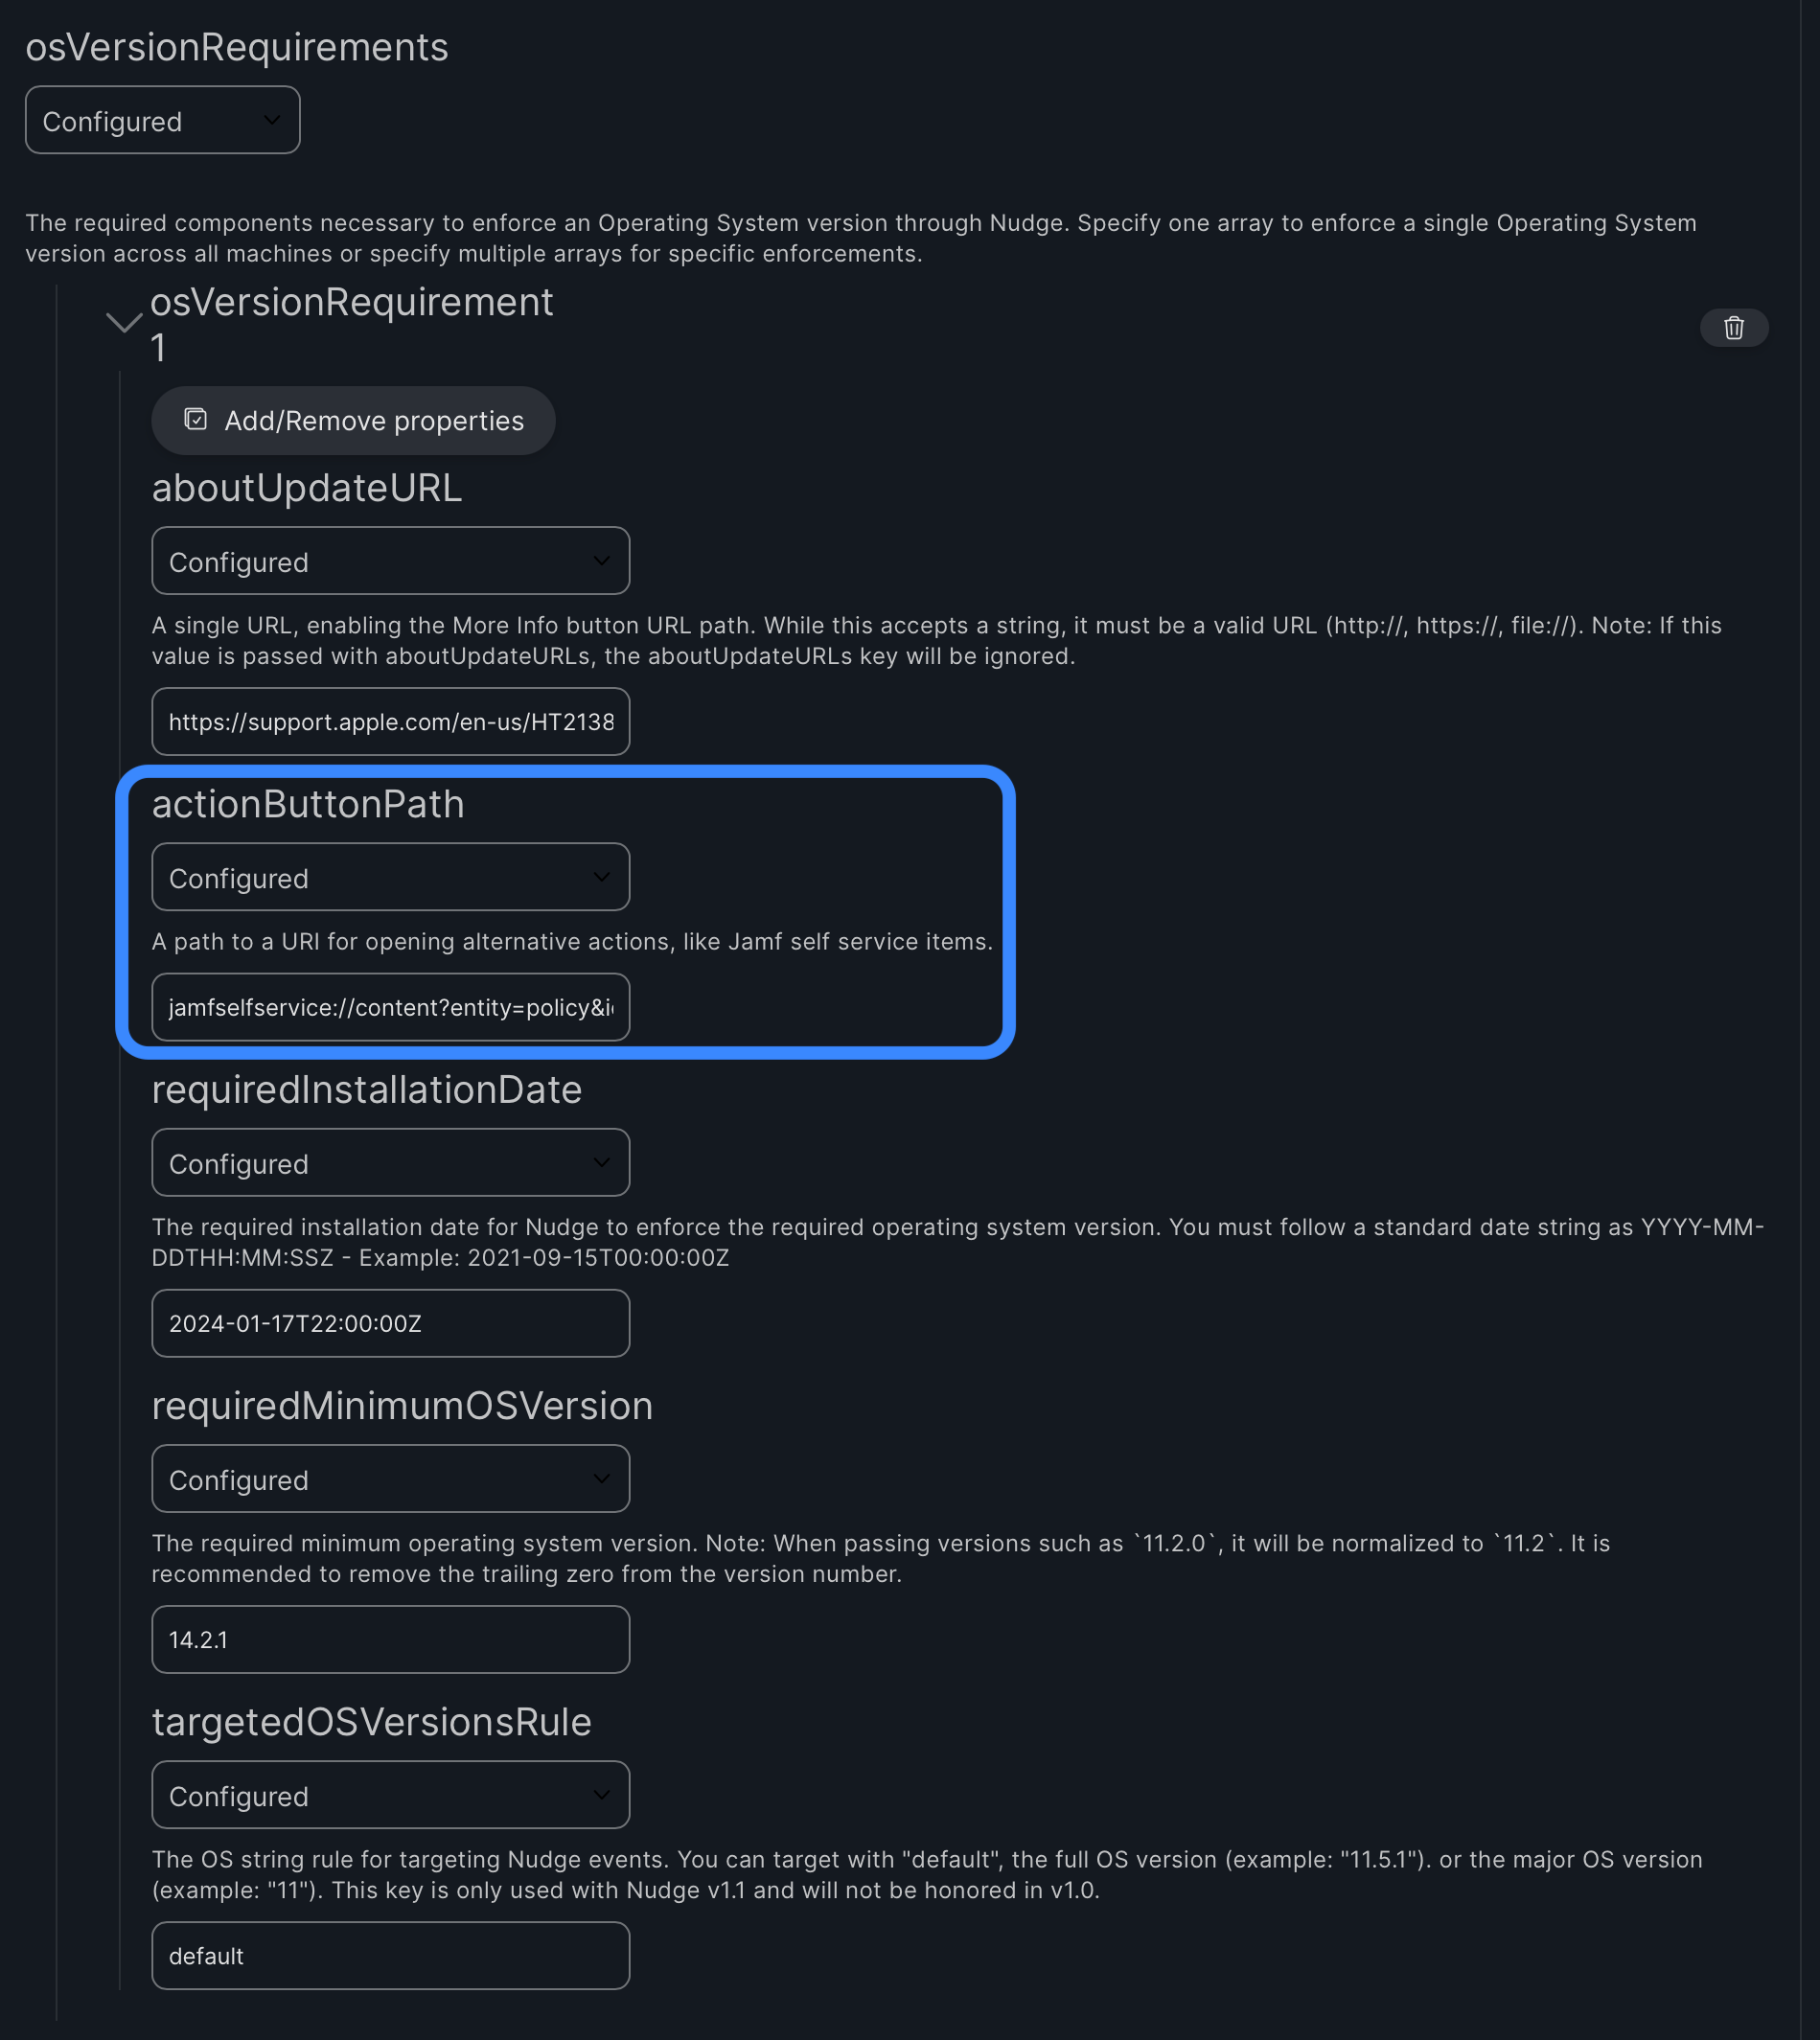 osVersionRequirements
Configured
The required components necessary to enforce an Operating System version through Nudge. Specify one array to enforce a single Operating System
version across all machines or specify multiple arrays for specific enforcements.
osVersionRequirement
1
Add/Remove properties
aboutUpdateURL
Configured
A single URL, enabling the More Info button URL path. While this accepts a string, it must be a valid URL (http://, https://, file://). Note: If this
value is passed with aboutUpdateURLs, the aboutUpdateURLs key will be ignored.
https://support.apple.com/en-us/HT2138
actionButtonPath
Configured
A path to a URI for opening alternative actions, like Jamf self service items.
jamfselfservice://content?entity=policy&i
requiredInstallationDate
Configured
The required installation date for Nudge to enforce the required operating system version. You must follow a standard date string as YYYY-MM-
DDTHH:MM:SSZ - Example: 2021-09-15T00:00:00Z
2024-01-17T22:00:00Z
requiredMinimumOSVersion
Configured
The required minimum operating system version. Note: When passing versions such as `11.2.0`, it will be normalized to `11.2`. It is
recommended to remove the trailing zero from the version number.
14.2.1
targetedOSVersionsRule
Configured
The OS string rule for targeting Nudge events. You can target with "default", the full OS version (example: "11.5.1"). or the major OS version
(example: "11"). This key is only used with Nudge v1.1 and will not be honored in v1.0.
default